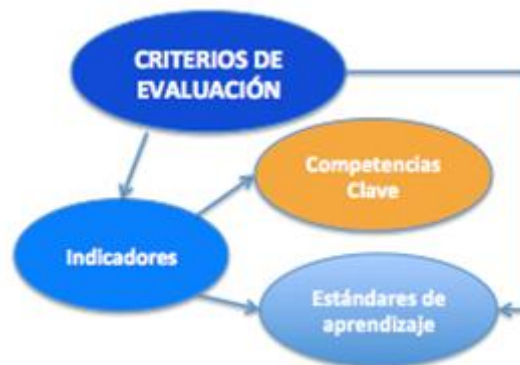 CRITERIOS DE
EVALUACIÓN
Competencias
Clave
Indicadores
Estándares de
aprendizaje